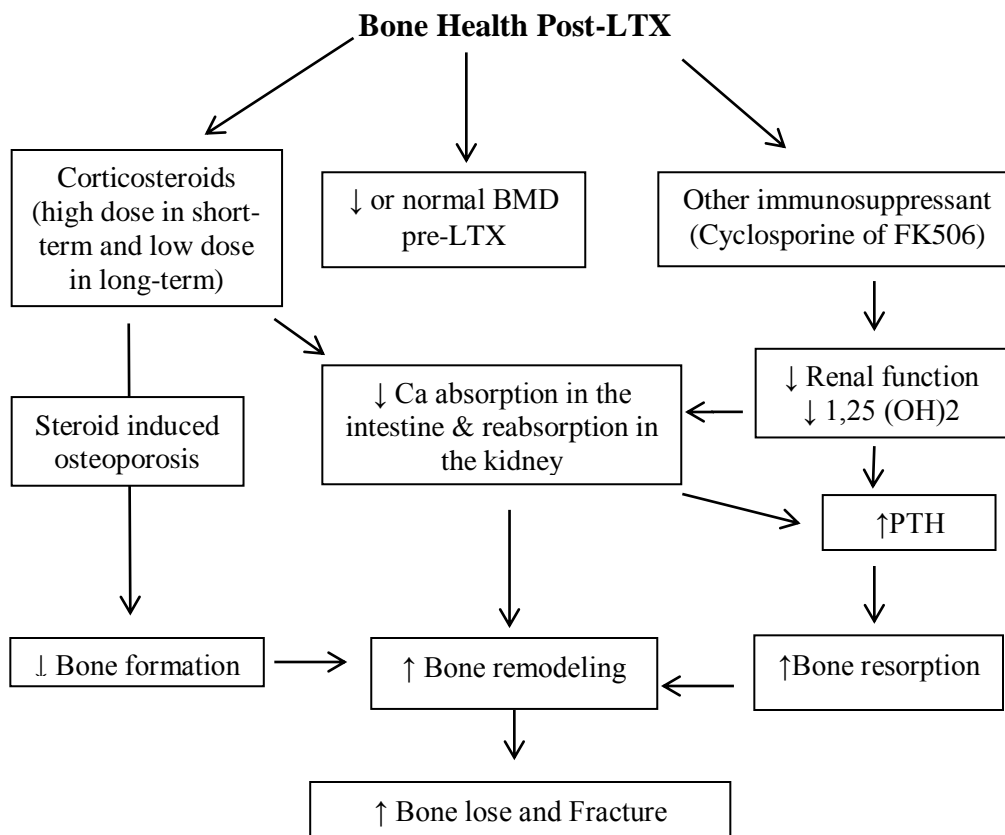 Bone Health Post-LTX
Corticosteroids
(high dose in short-
term and low dose
in long-term)
↓ or normal BMD
pre-LTX
Other immunosuppressant
(Cyclosporine of FK506)
↓ Ca absorption in the
intestine & reabsorption in
the kidney
↓ Renal function
↓ 1,25 (OH)2
Steroid induced
osteoporosis
↑PTH
↓ Bone formation
↑ Bone remodeling
↑Bone resorption
↑ Bone lose and Fracture